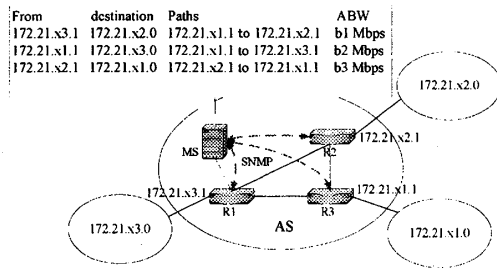 From destination Paths ABW
172.21.x3.1 172.21.x2.0 172.21.x1.1 to 172.21.x2.1 b1 Mbps
172.21.x1.1 172.21.x3.0 172.21.x1.1 to 172.21.x3.1 b2 Mbps
172.21.x2.1 172.21.x1.0 172.21.x2.1 to 172.21.x1.1 b3 Mbps
172.21.x2.0
172.21.x2.1
MS
R2
SNMP
172.21.x3.1
172.21.x1.1
R1
R3
AS
172.21.x3.0
172.21.x1.0